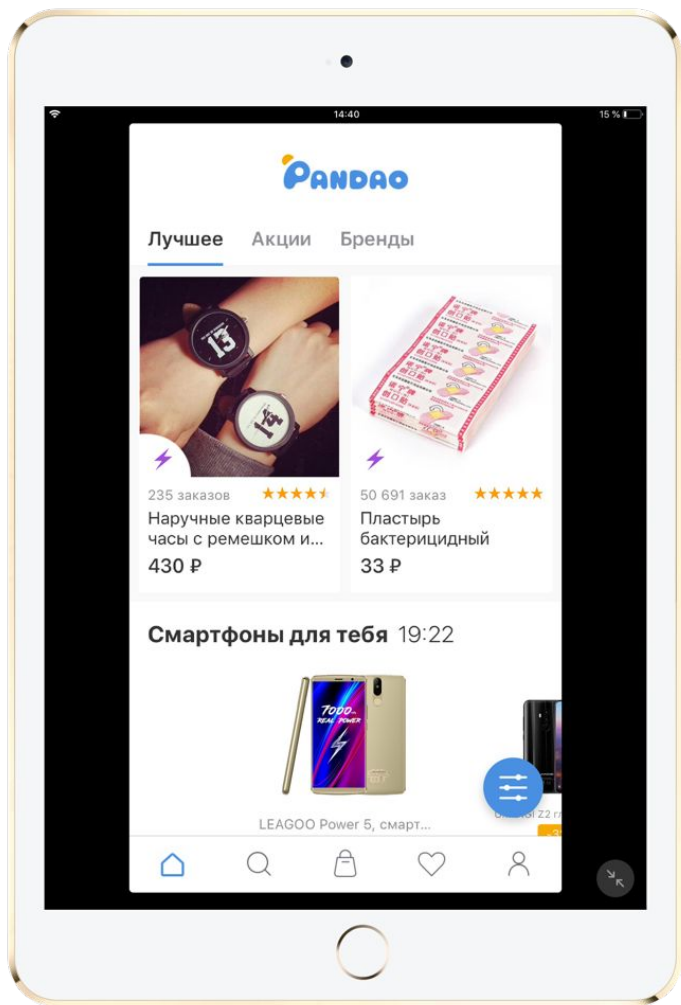 14:40
15 %
PANDAO
Лучшее Акции Бренды
13
235 заказов
Наручные кварцевые
часы с ремешком и...
430 ₽
50 691 заказ
Пластырь
бактерицидный
33 ₽
Смартфоны для тебя 19:22
7000
REAL POWER
LEAGOO Power 5, смарт...